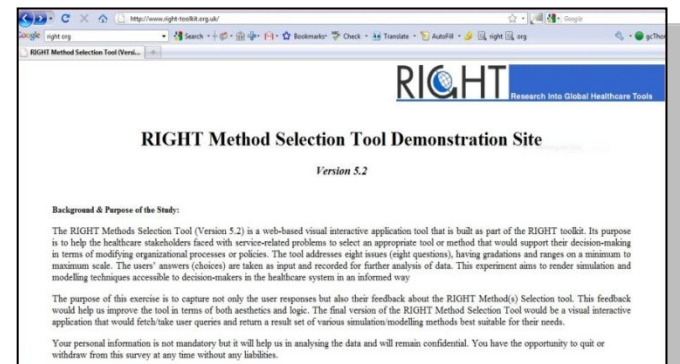 http://www.right-toolkit.org.uk/
Google
Google right org Search Bookmarks Check Translate AutoFill right org
RIGHT Method Selection Tool (Versi...
RIGHT
Research Into Global Healthcare Tools
RIGHT Method Selection Tool Demonstration Site
Version 5.2
Background & Purpose of the Study:
The RIGHT Methods Selection Tool (Version 5.2) is a web-based visual interactive application tool that is built as part of the RIGHT toolkit. Its purpose
is to help the healthcare stakeholders faced with service-related problems to select an appropriate tool or method that would support their decision-making
in terms of modifying organizational processes or policies. The tool addresses eight issues (eight questions), having gradations and ranges on a minimum to
maximum scale. The users' answers (choices) are taken as input and recorded for further analysis of data. This experiment aims to render simulation and
modelling techniques accessible to decision-makers in the healthcare system in an informed way
The purpose of this exercise is to capture not only the user responses but also their feedback about the RIGHT Method(s) Selection tool. This feedback
would help us improve the tool in terms of both aesthetics and logic. The final version of the RIGHT Method Selection Tool would be a visual interactive
application that would fetch/take user queries and return a result set of various simulation/modelling methods best suitable for their needs.
Your personal information is not mandatory but it will help us in analysing the data and will remain confidential. You have the opportunity to quit or
withdraw from this survey at any time without any liabilities.